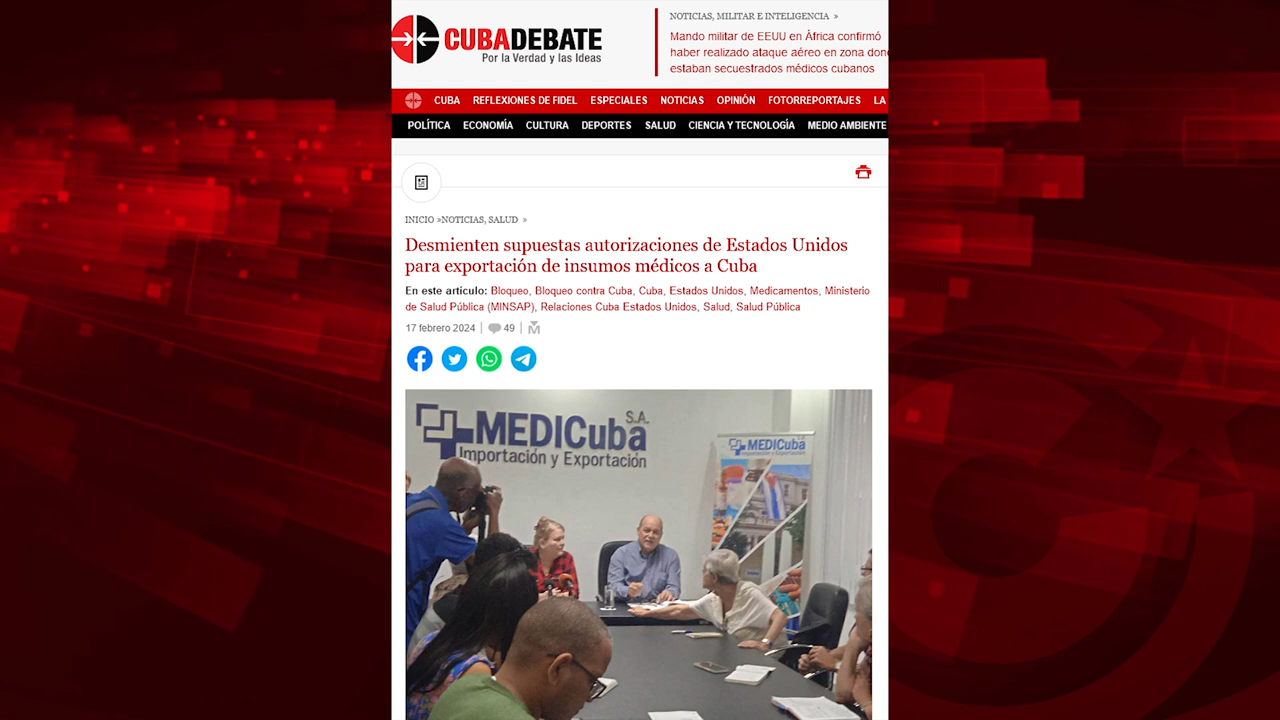 CUBADEBATE
Por la Verdad y las Ideas
NOTICIAS, MILITAR E INTELIGENCIA »
Mando militar de EEUU en África confirmó
haber realizado ataque aéreo en zona don
estaban secuestrados médicos cubanos
CUBA REFLEXIONES DE FIDEL ESPECIALES NOTICIAS OPINIÓN FOTORREPORTAJES LA
POLÍTICA ECONOMÍA CULTURA DEPORTES SALUD CIENCIA Y TECNOLOGÍA MEDIO AMBIENTE
INICIO »NOTICIAS, SALUD »
Desmienten supuestas autorizaciones de Estados Unidos
para exportación de insumos médicos a Cuba
En este artículo: Bloqueo, Bloqueo contra Cuba, Cuba, Estados Unidos, Medicamentos, Ministerio
de Salud Pública (MINSAP), Relaciones Cuba Estados Unidos, Salud, Salud Pública
17 febrero 2024 | 49 |
MEDICuba S.A.
Importación y Exportación
MEDICuba S.A.
Importación y Exportación